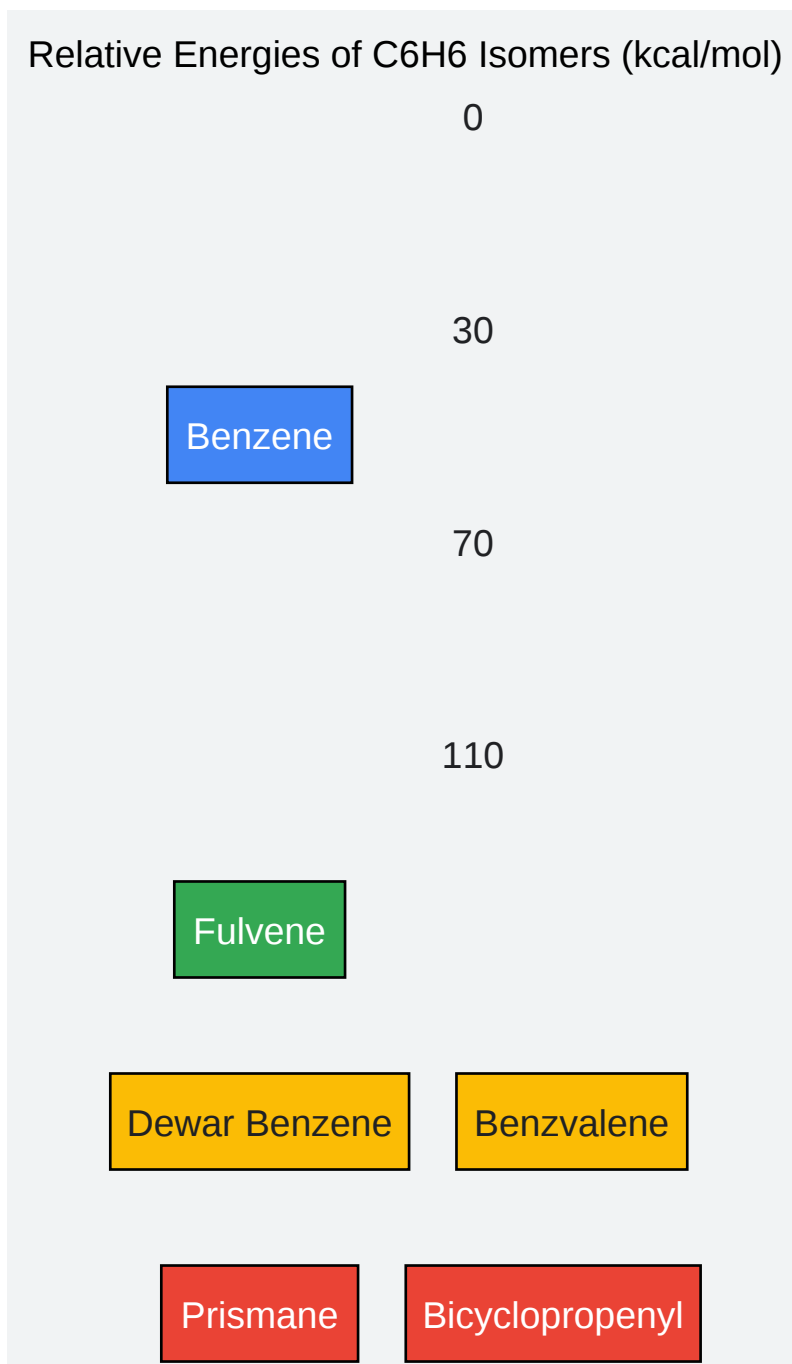 Relative Energies of C6H6 Isomers (kcal/mol)
0
30
Benzene
70
110
Fulvene
Dewar Benzene
Benzvalene
Prismane
Bicyclopropenyl